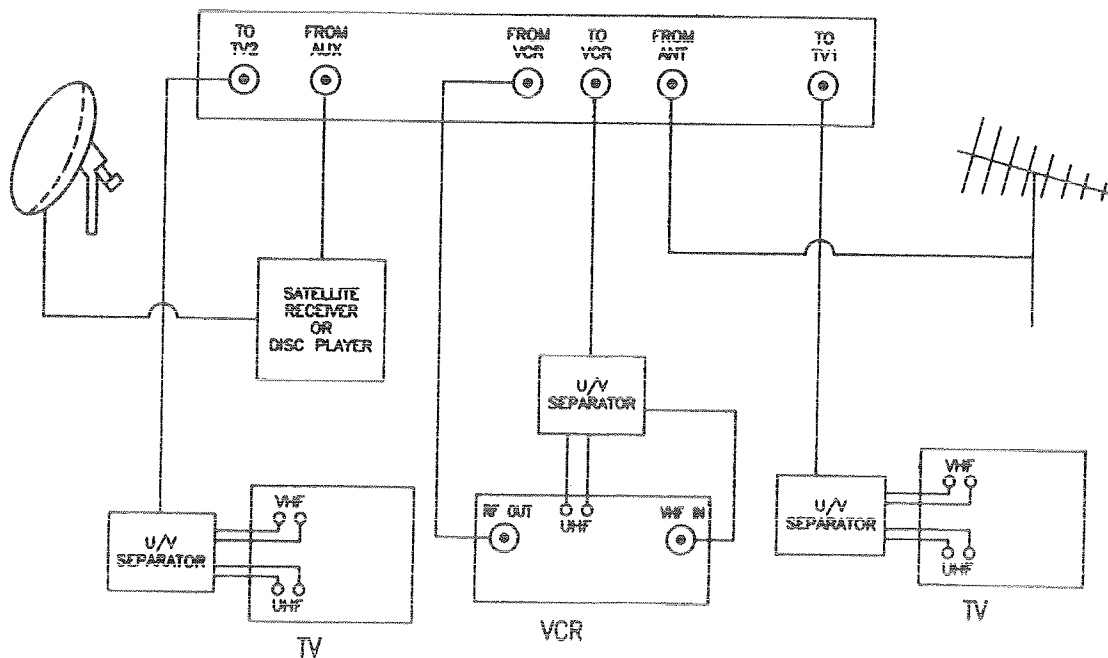 TO
TV2
FROM
AUX
FROM
VCR
TO
VCR
FROM
ANT
TO
TV1
SATELLITE
RECEIVER
OR
DISC PLAYER
U/V
SEPARATOR
VHF
UHF
TV
U/V
SEPARATOR
RF OUT
UHF
VHF IN
VCR
U/V
SEPARATOR
VHF
UHF
TV